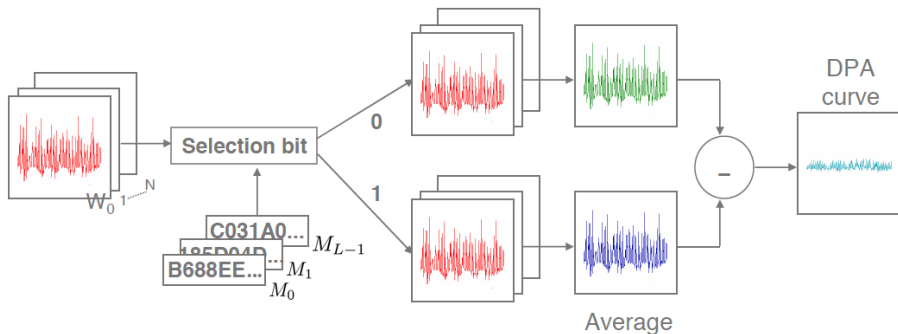 DPA
curve
0
Selection bit
–
W0 1 N
1
C031A0...
M_{L-1}
185D04D...
M_1
B688EE...
M_0
Average